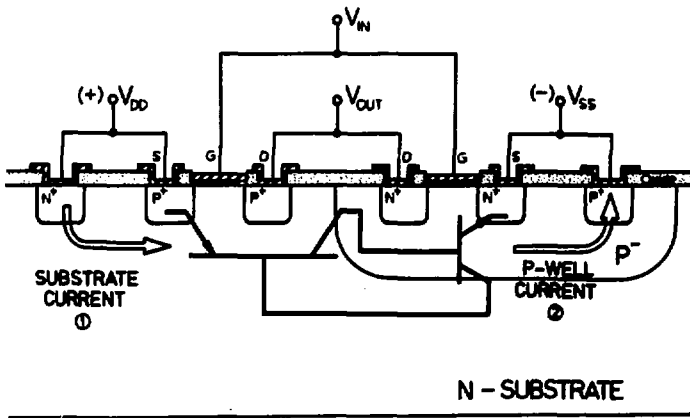 V_IN
(+) V_DD
V_OUT
(-) V_SS
S G D D G S
N+ P+ P+ N+ N+ P+
P-
SUBSTRATE
CURRENT
①
P-WELL
CURRENT
②
N - SUBSTRATE